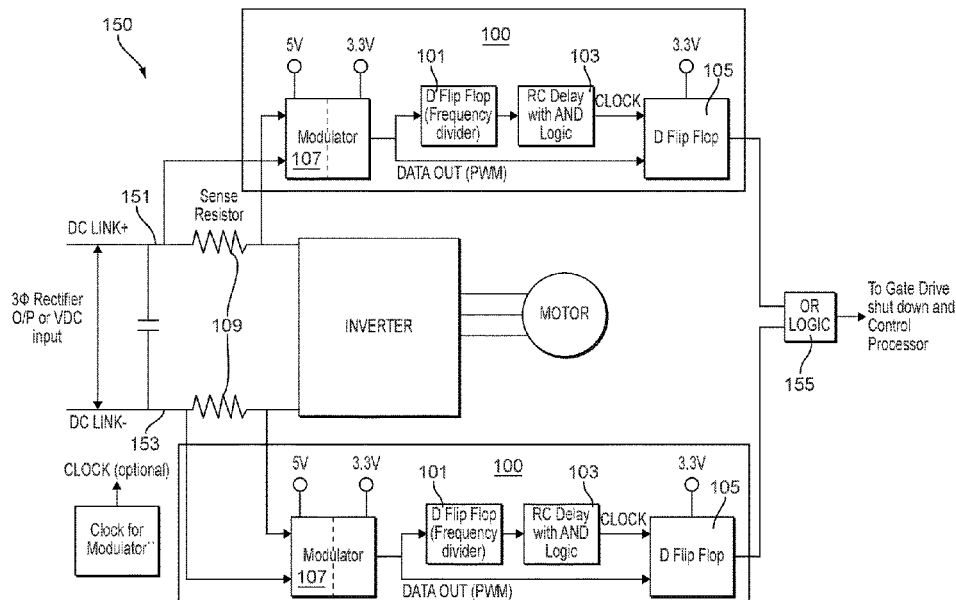 150
100
5V
3.3V
101
103
3.3V
105
Modulator
107
D Flip Flop
(Frequency
divider)
RC Delay
with AND
Logic
CLOCK
D Flip Flop
DATA OUT (PWM)
151
DC LINK+
Sense
Resistor
3Φ Rectifier
O/P or VDC
input
109
INVERTER
MOTOR
OR
LOGIC
155
To Gate Drive
shut down and
Control
Processor
DC LINK-
153
CLOCK (optional)
Clock for
Modulator``
100
5V
3.3V
101
103
3.3V
105
Modulator
107
D Flip Flop
(Frequency
divider)
RC Delay
with AND
Logic
CLOCK
D Flip Flop
DATA OUT (PWM)